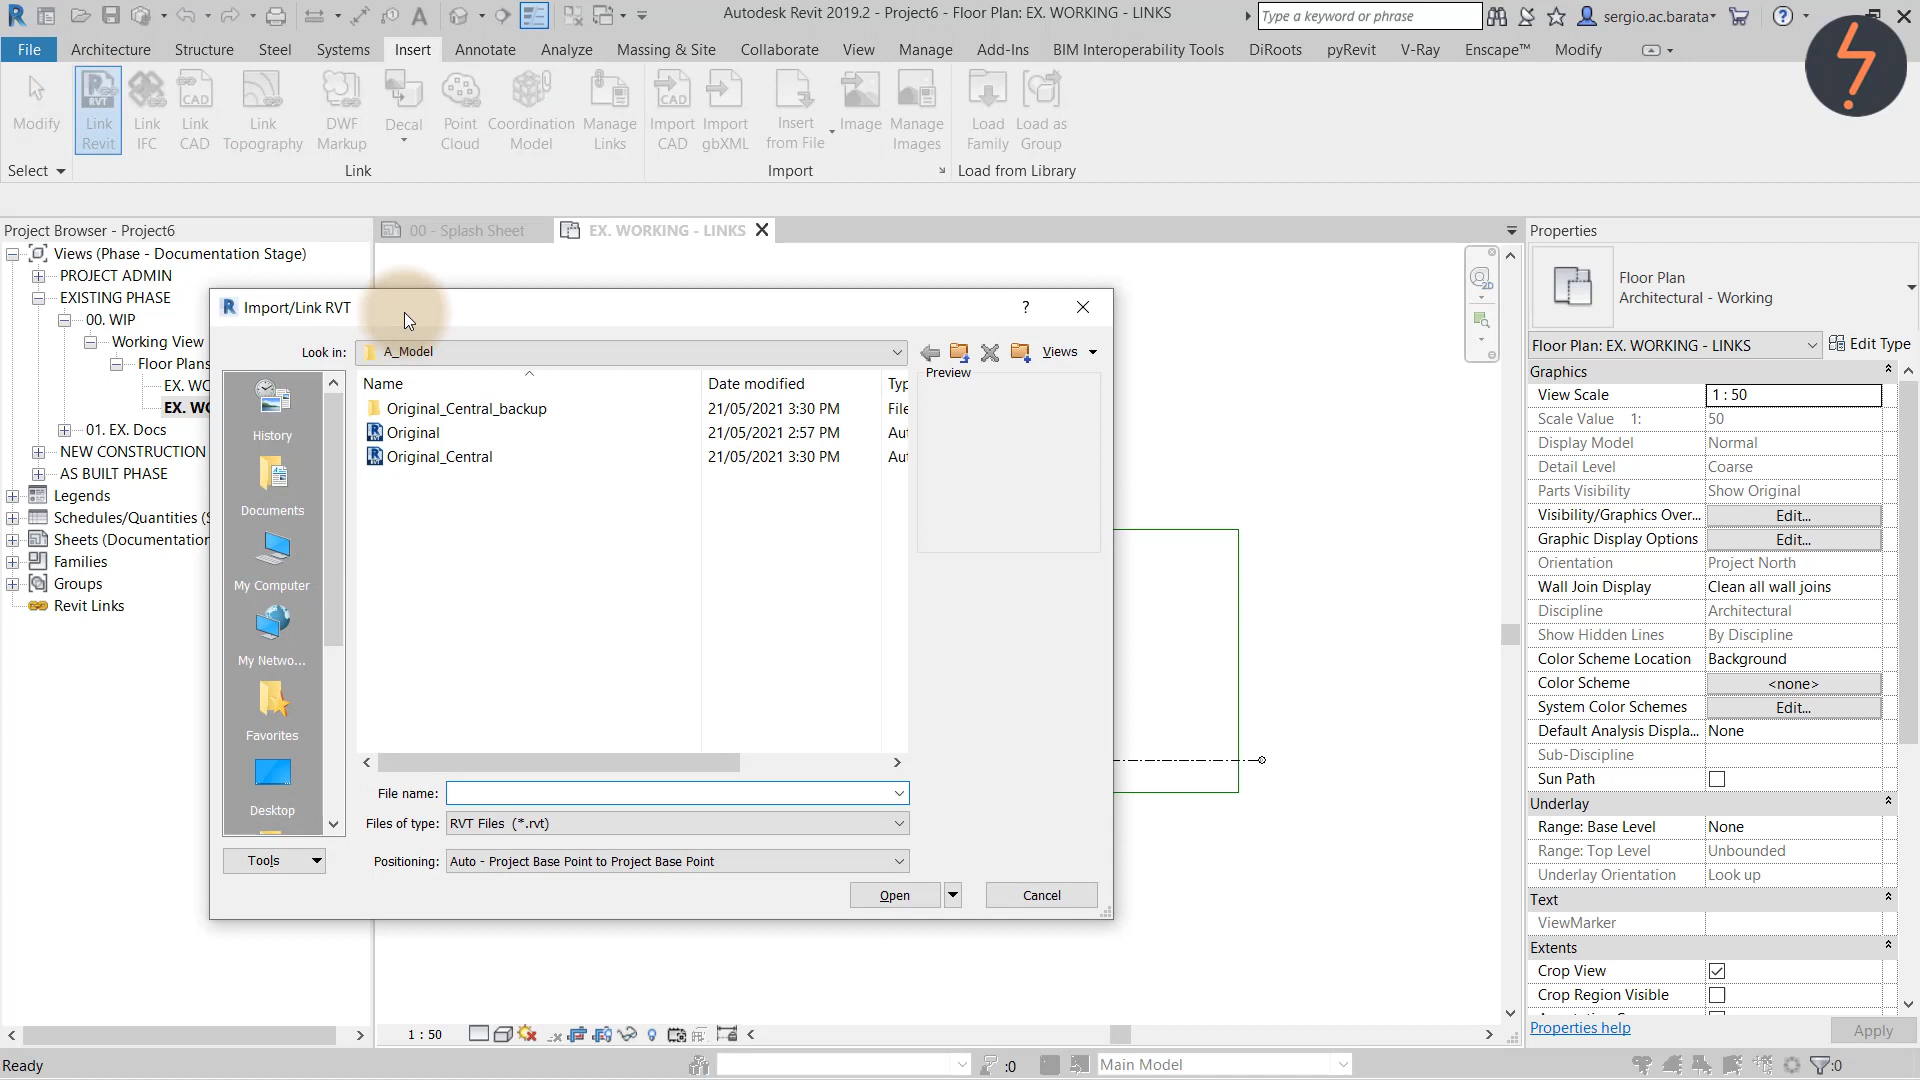 Autodesk Revit 2019.2 - Project6 - Floor Plan: EX. WORKING - LINKS
Type a keyword or phrase
sergio.ac.barata
File
Architecture
Structure
Steel
Systems
Insert
Annotate
Analyze
Massing & Site
Collaborate
View
Manage
Add-Ins
BIM Interoperability Tools
DiRoots
pyRevit
V-Ray
Enscape™
Modify
Modify
Link Revit
Link IFC
Link CAD
Link Topography
DWF Markup
Decal
Point Cloud
Coordination Model
Manage Links
Import CAD
Import gbXML
Insert from File
Image
Manage Images
Load Family
Load as Group
Select
Link
Import
Load from Library
Project Browser - Project6
Views (Phase - Documentation Stage)
PROJECT ADMIN
EXISTING PHASE
00. WIP
Working View
Floor Plans
EX. WO
EX. WO
01. EX. Docs
NEW CONSTRUCTION
AS BUILT PHASE
Legends
Schedules/Quantities (S
Sheets (Documentation
Families
Groups
Revit Links
00 - Splash Sheet
EX. WORKING - LINKS
Import/Link RVT
?
Look in:
A_Model
Views
Name
Date modified
Typ
Preview
Original_Central_backup
21/05/2021 3:30 PM
File
Original
21/05/2021 2:57 PM
Aut
Original_Central
21/05/2021 3:30 PM
Aut
History
Documents
My Computer
My Netwo...
Favorites
Desktop
File name:
Files of type:
RVT Files (*.rvt)
Tools
Positioning:
Auto - Project Base Point to Project Base Point
Open
Cancel
Properties
Floor Plan
Architectural - Working
Floor Plan: EX. WORKING - LINKS
Edit Type
Graphics
View Scale
1 : 50
Scale Value 1:
50
Display Model
Normal
Detail Level
Coarse
Parts Visibility
Show Original
Visibility/Graphics Over...
Edit...
Graphic Display Options
Edit...
Orientation
Project North
Wall Join Display
Clean all wall joins
Discipline
Architectural
Show Hidden Lines
By Discipline
Color Scheme Location
Background
Color Scheme
<none>
System Color Schemes
Edit...
Default Analysis Displa...
None
Sub-Discipline
Sun Path
Underlay
Range: Base Level
None
Range: Top Level
Unbounded
Underlay Orientation
Look up
Text
ViewMarker
Extents
Crop View
Crop Region Visible
Properties help
Apply
1 : 50
Ready
:0
Main Model
:0